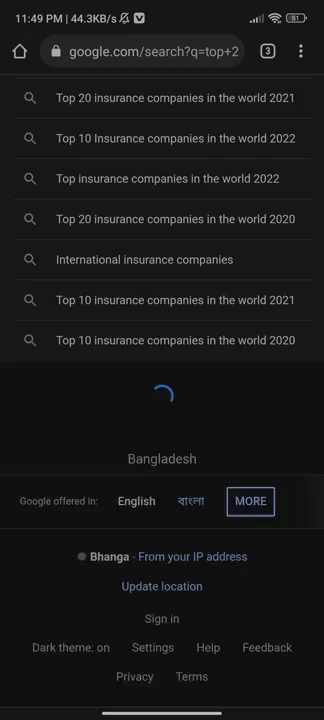 11:49 PM | 44.3KB/s
51
google.com/search?q=top+2
3
Top 20 insurance companies in the world 2021
Top 10 Insurance companies in the world 2022
Top insurance companies in the world 2022
Top 20 insurance companies in the world 2020
International insurance companies
Top 10 insurance companies in the world 2021
Top 10 insurance companies in the world 2020
Bangladesh
Google offered in: English বাংলা MORE
Bhanga - From your IP address
Update location
Sign in
Dark theme: on Settings Help Feedback
Privacy Terms